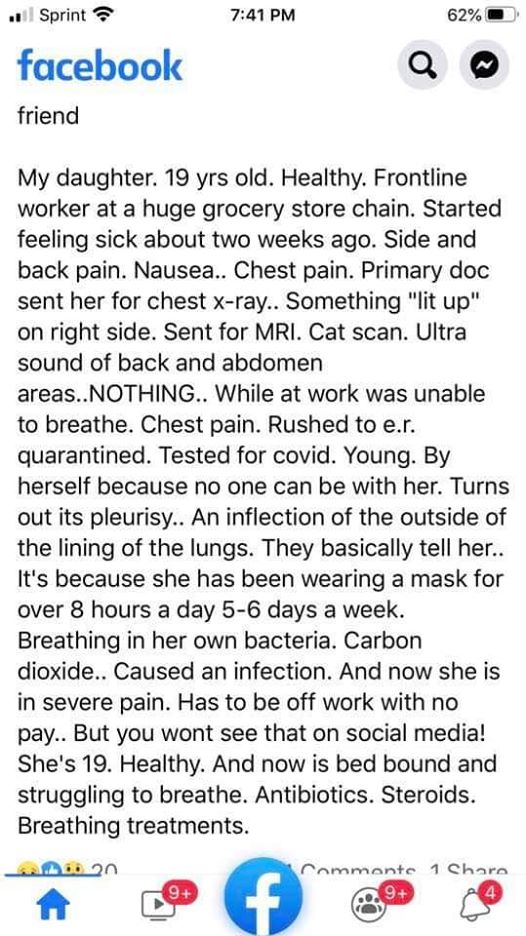 Sprint 7:41 PM 62%
facebook
friend
My daughter. 19 yrs old. Healthy. Frontline
worker at a huge grocery store chain. Started
feeling sick about two weeks ago. Side and
back pain. Nausea.. Chest pain. Primary doc
sent her for chest x-ray.. Something "lit up"
on right side. Sent for MRI. Cat scan. Ultra
sound of back and abdomen
areas..NOTHING.. While at work was unable
to breathe. Chest pain. Rushed to e.r.
quarantined. Tested for covid. Young. By
herself because no one can be with her. Turns
out its pleurisy.. An inflection of the outside of
the lining of the lungs. They basically tell her..
It's because she has been wearing a mask for
over 8 hours a day 5-6 days a week.
Breathing in her own bacteria. Carbon
dioxide.. Caused an infection. And now she is
in severe pain. Has to be off work with no
pay.. But you wont see that on social media!
She's 19. Healthy. And now is bed bound and
struggling to breathe. Antibiotics. Steroids.
Breathing treatments.
20 Comments 1 Share
9+ f 9+ 4